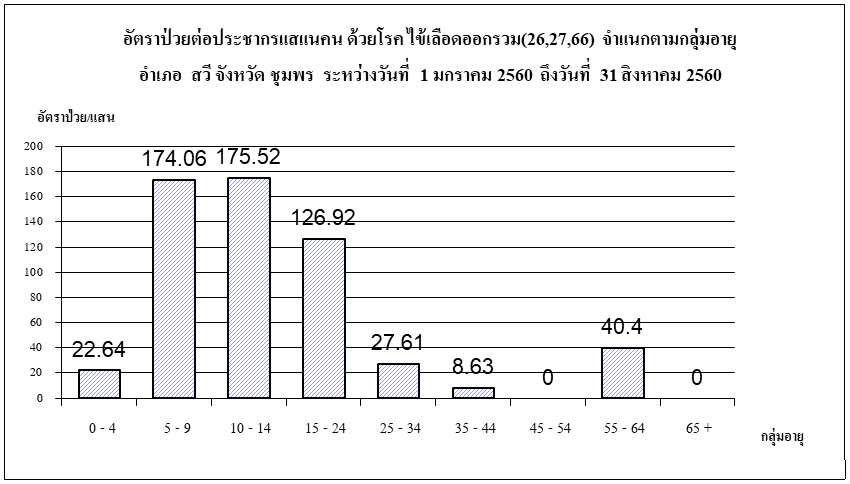 อัตราป่วยต่อประชากรแสแนคน ด้วยโรค ไข้เลือดออกรวม(26,27,66) จำแนกตามกลุ่มอายุ
อำเภอ สวี จังหวัด ชุมพร ระหว่างวันที่ 1 มกราคม 2560 ถึงวันที่ 31 สิงหาคม 2560
อัตราป่วย/แสน
200
180
160
140
120
100
80
60
40
20
0
22.64 174.06 175.52 126.92 27.61 8.63 0 40.4 0
0 - 4 5 - 9 10 - 14 15 - 24 25 - 34 35 - 44 45 - 54 55 - 64 65 +
กลุ่มอายุ